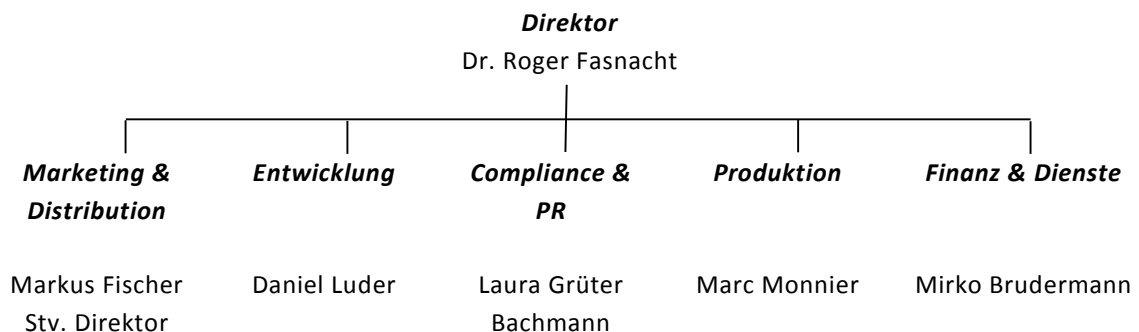 Direktor
Dr. Roger Fasnacht
Marketing &
Distribution
Markus Fischer
Stv. Direktor
Entwicklung
Daniel Luder
Compliance &
PR
Laura Grüter
Bachmann
Produktion
Marc Monnier
Finanz & Dienste
Mirko Brudermann